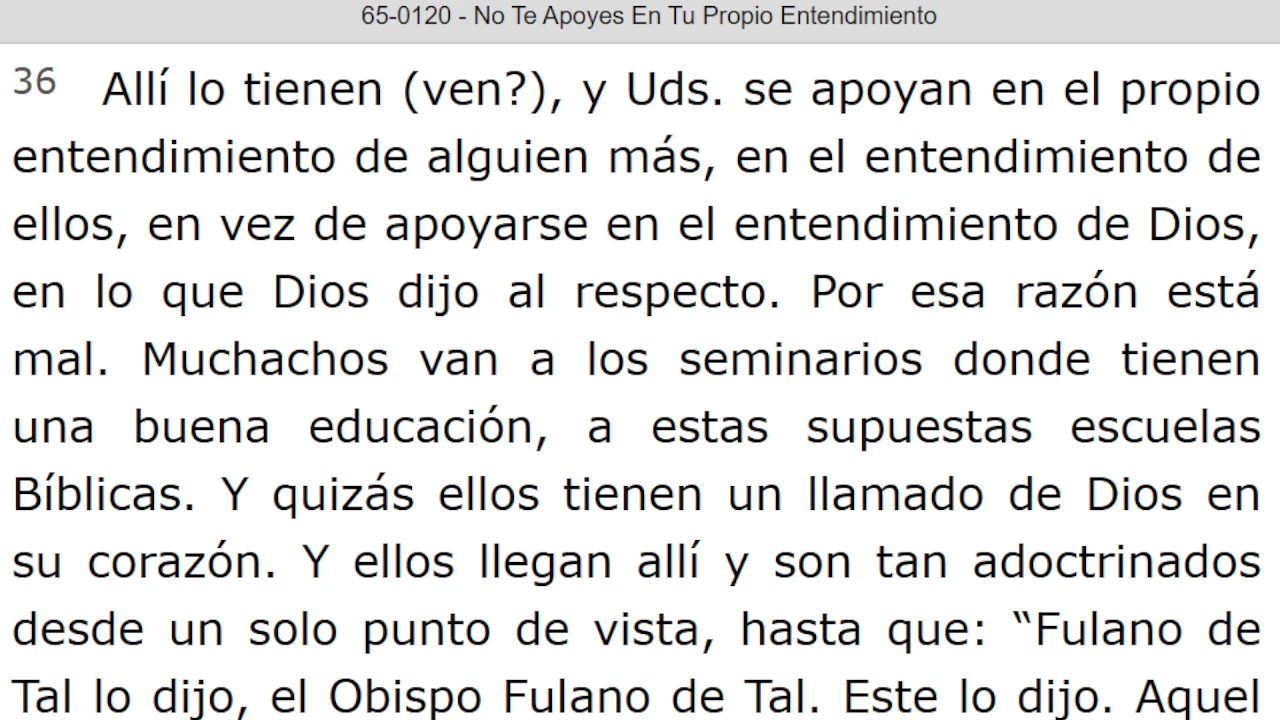 65-0120 - No Te Apoyes En Tu Propio Entendimiento
36 Allí lo tienen (ven?), y Uds. se apoyan en el propio
entendimiento de alguien más, en el entendimiento de
ellos, en vez de apoyarse en el entendimiento de Dios,
en lo que Dios dijo al respecto. Por esa razón está
mal. Muchachos van a los seminarios donde tienen
una buena educación, a estas supuestas escuelas
Bíblicas. Y quizás ellos tienen un llamado de Dios en
su corazón. Y ellos llegan allí y son tan adoctrinados
desde un solo punto de vista, hasta que: “Fulano de
Tal lo dijo, el Obispo Fulano de Tal. Este lo dijo. Aquel